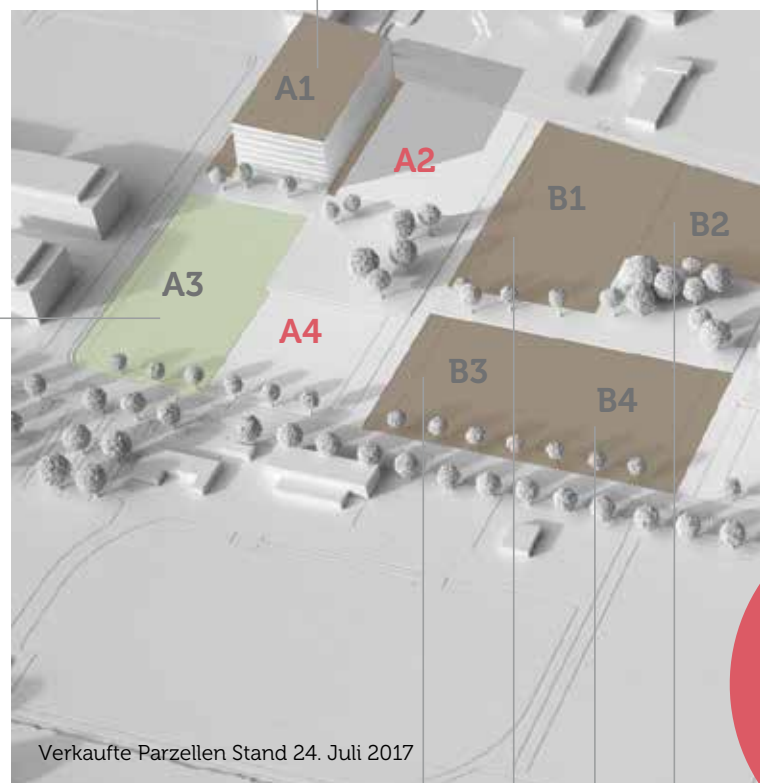 A1
A2
B1
B2
A3
A4
B3
B4
Verkaufte Parzellen Stand 24. Juli 2017